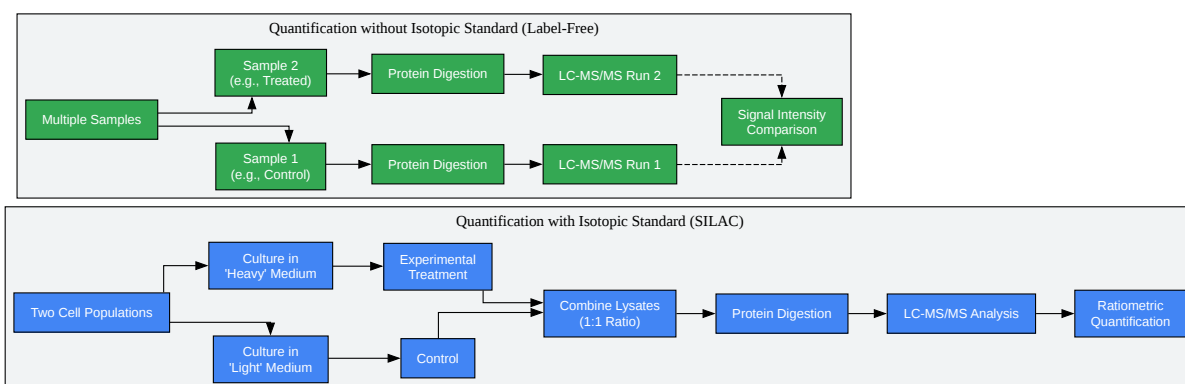 Quantification without Isotopic Standard (Label-Free)
Sample 2
(e.g., Treated)
Protein Digestion
LC-MS/MS Run 2
Multiple Samples
Signal Intensity
Comparison
Sample 1
(e.g., Control)
Protein Digestion
LC-MS/MS Run 1
Quantification with Isotopic Standard (SILAC)
Culture in
'Heavy' Medium
Experimental
Treatment
Two Cell Populations
Combine Lysates
(1:1 Ratio)
Protein Digestion
LC-MS/MS Analysis
Ratiometric
Quantification
Culture in
'Light' Medium
Control